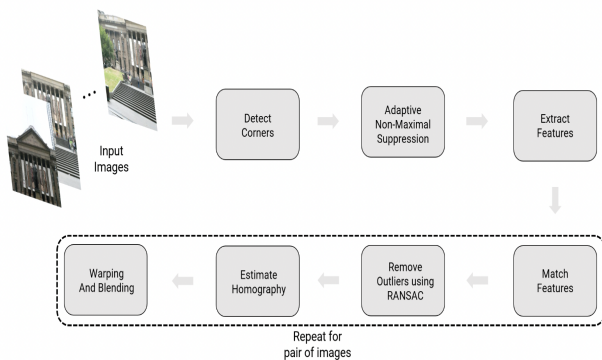 Input
Images
Detect
Corners
Adaptive
Non-Maximal
Suppression
Extract
Features
Match
Features
Remove
Outliers using
RANSAC
Estimate
Homography
Warping
And Blending
Repeat for
pair of images